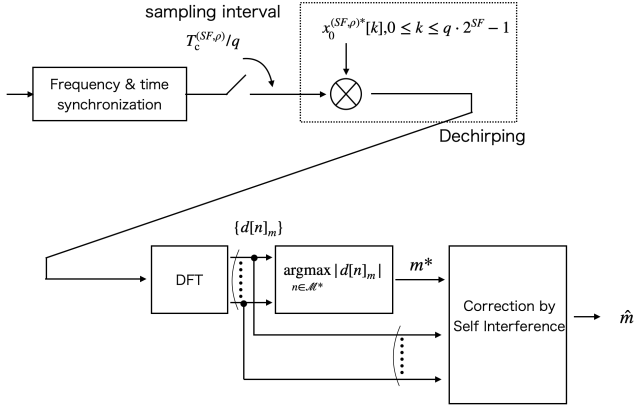 sampling interval
T_c^{(SF,ρ)}/q
x_0^{(SF,ρ)*}[k], 0 ≤ k ≤ q · 2^{SF} − 1
Frequency & time
synchronization
Dechirping
{d[n]_m}
DFT
argmax | d[n]_m |
n∈ℳ*
m*
Correction by
Self Interference
m̂